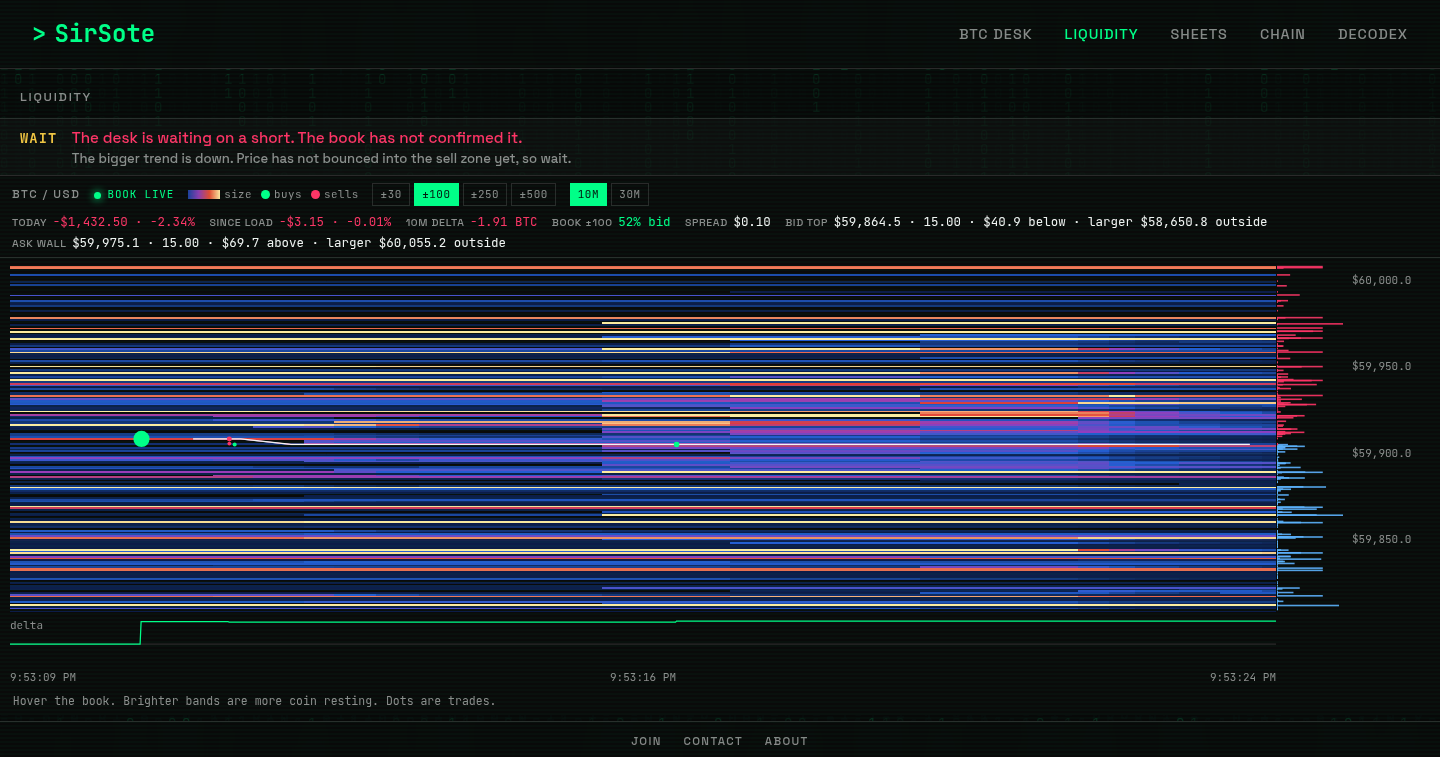 > SirSote
BTC DESK LIQUIDITY SHEETS CHAIN DECODEX
LIQUIDITY
WAIT The desk is waiting on a short. The book has not confirmed it.
The bigger trend is down. Price has not bounced into the sell zone yet, so wait.
BTC / USD BOOK LIVE size buys sells ±30 ±100 ±250 ±500 10M 30M
TODAY -$1,432.50 · -2.34% SINCE LOAD -$3.15 · -0.01% 10M DELTA -1.91 BTC BOOK ±100 52% bid SPREAD $0.10 BID TOP $59,864.5 · 15.00 · $40.9 below · larger $58,650.8 outside
ASK WALL $59,975.1 · 15.00 · $69.7 above · larger $60,055.2 outside
$60,000.0
$59,950.0
$59,900.0
$59,850.0
delta
9:53:09 PM 9:53:16 PM 9:53:24 PM
Hover the book. Brighter bands are more coin resting. Dots are trades.
JOIN CONTACT ABOUT